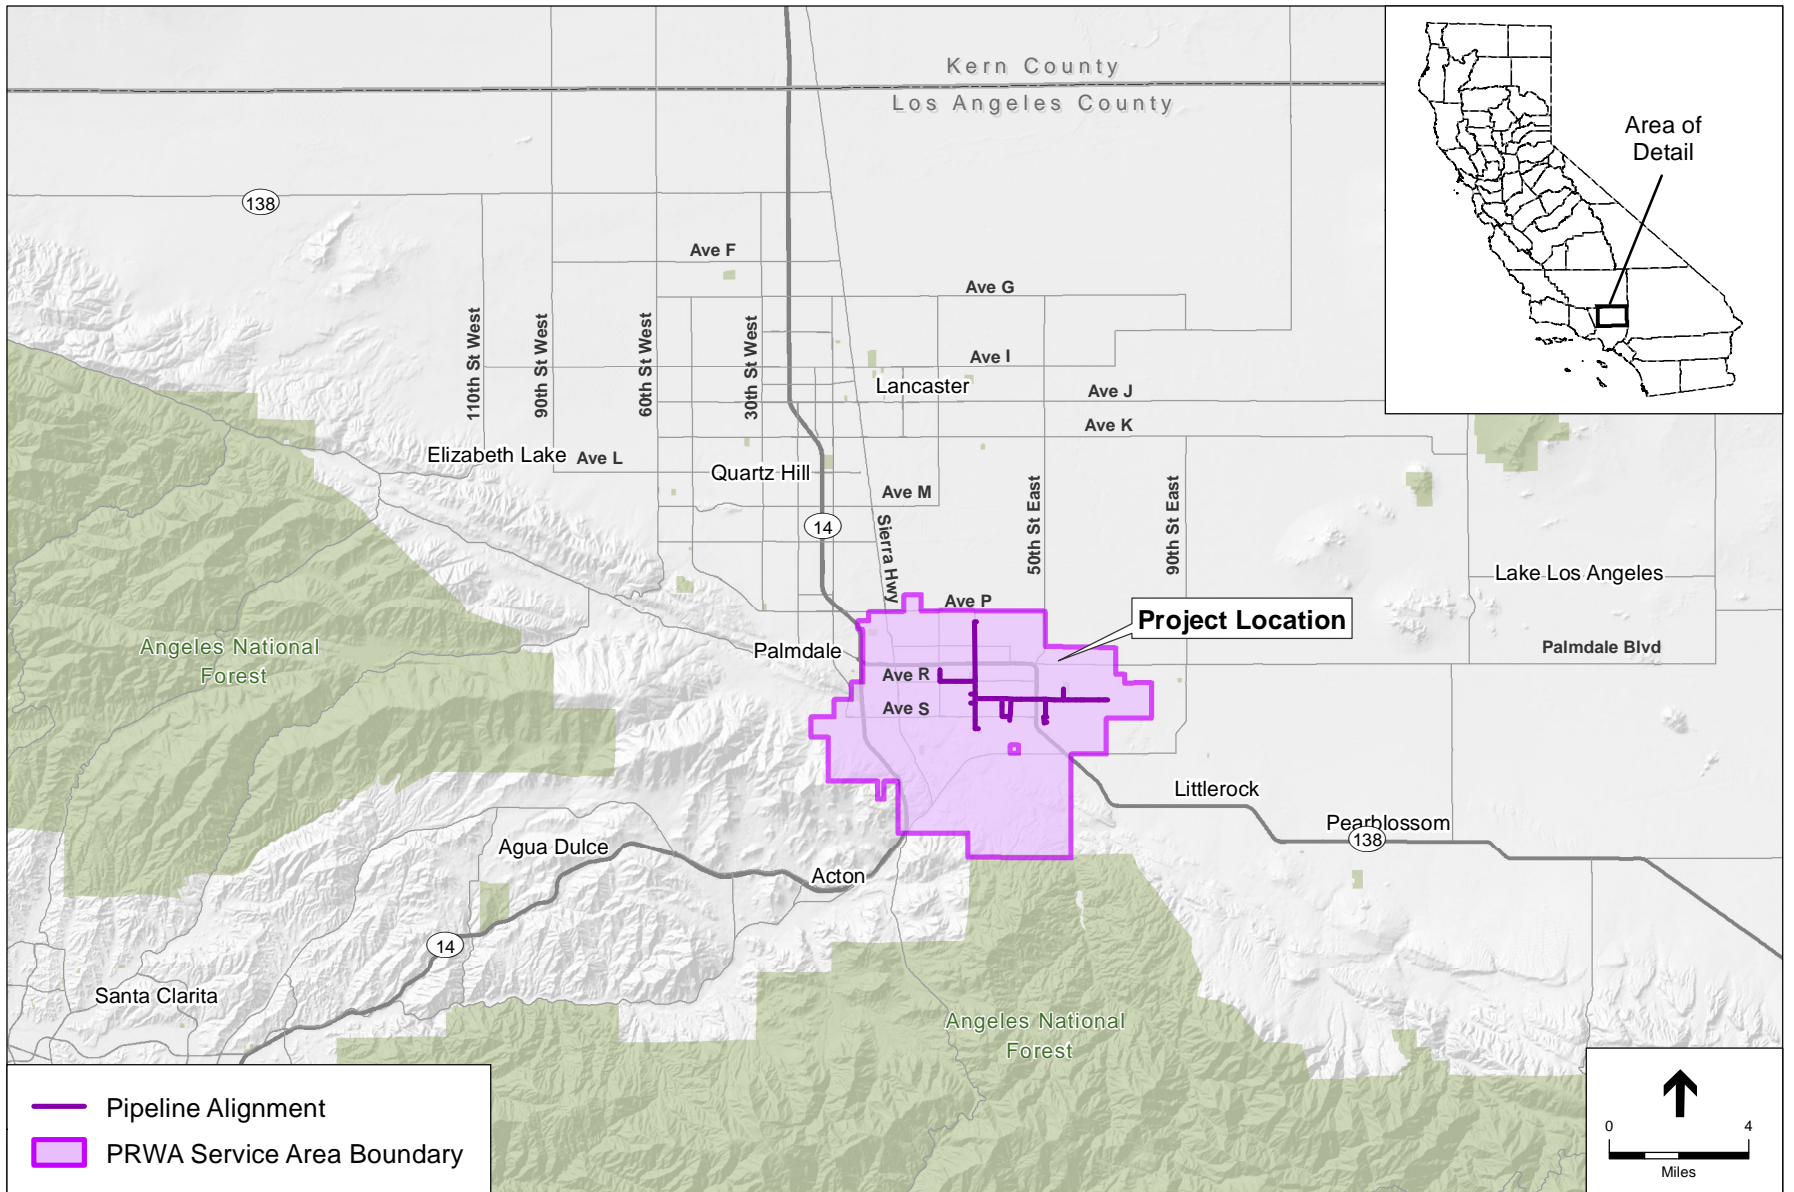 Kern County
Los Angeles County
Area of
Detail
138
Ave F
Ave G
110th St West
90th St West
60th St West
30th St West
Ave I
Lancaster
Ave J
Ave K
Elizabeth Lake
Ave L
Quartz Hill
Ave M
14
Sierra Hwy
50th St East
90th St East
Lake Los Angeles
Ave P
Project Location
Angeles National
Forest
Palmdale
Palmdale Blvd
Ave R
Ave S
Littlerock
Pearblossom
138
Agua Dulce
Acton
14
Santa Clarita
Angeles National
Forest
Pipeline Alignment
PRWA Service Area Boundary
0 4
Miles